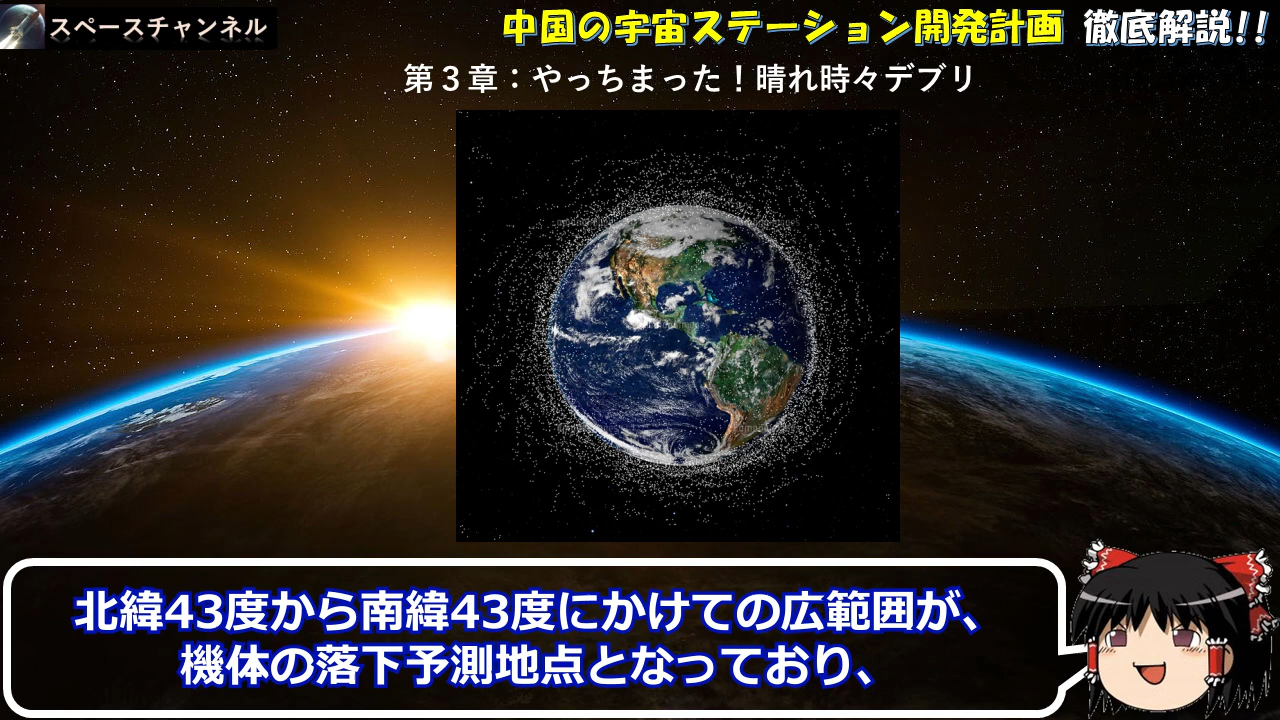 スペースチャンネル
中国の宇宙ステーション開発計画 徹底解説!!
第３章：やっちまった！晴れ時々デブリ
北緯43度から南緯43度にかけての広範囲が、
機体の落下予測地点となっており、